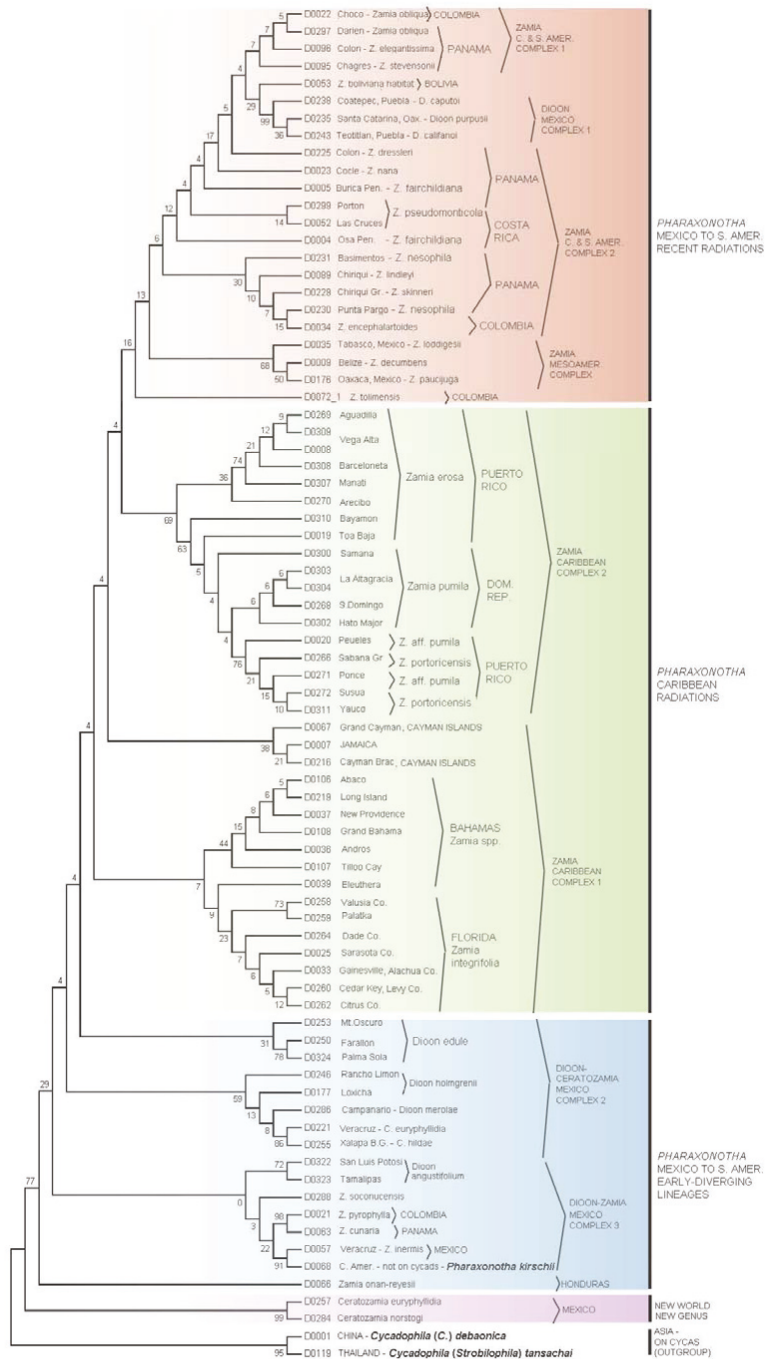 D0022 Choco - Zamia obliqua COLOMBIA
D0297 Darien - Zamia obliqua
D0098 Colon - Z. elegantissima PANAMA
D0095 Chagres - Z. stevensonii
ZAMIA
C. & S. AMER.
COMPLEX 1
D0053 Z. boliviana habitat BOLIVIA
D0238 Coatepec, Puebla - D. caputoi
D0235 Santa Catarina, Oax. - Dioon purpusii
D0243 Teotitlan, Puebla - D. califanoi
DIOON
MEXICO
COMPLEX 1
D0225 Colon - Z. dressleri
D0023 Cocle - Z. nana
D0005 Burica Pen. - Z. fairchildiana
PANAMA
D0299 Porton
D0052 Las Cruces
Z. pseudomonticola
D0004 Osa Pen. - Z. fairchildiana
COSTA
RICA
D0231 Basimentos - Z. nesophila
D0089 Chiriqui - Z. lindleyi
D0229 Chiriqui Gr. - Z. skinneri
D0230 Punta Pargo - Z. nesophila
PANAMA
D0034 Z. encephalartoides COLOMBIA
ZAMIA
C. & S. AMER.
COMPLEX 2
D0035 Tabasco, Mexico - Z. loddigesii
D0009 Belize - Z. decumbens
D0176 Oaxaca, Mexico - Z. paucijuga
ZAMIA
MESOAMER.
COMPLEX
D0072_1 Z. tolimensis COLOMBIA
PHARAXONOTHA
MEXICO TO S. AMER.
RECENT RADIATIONS
D0269 Aguadilla
D0309
D0008
Vega Alta
D0308 Barceloneta
D0307 Manati
D0270 Arecibo
D0310 Bayamon
D0019 Toa Baja
Zamia erosa
PUERTO
RICO
D0300 Samana
D0303
D0304
La Altagracia
D0268 S.Domingo
D0302 Hato Major
Zamia pumila
DOM.
REP.
D0020 Peueles Z. aff. pumila
D0266 Sabana Gr Z. portoricensis
D0271 Ponce Z. aff. pumila
D0272 Susua
D0311 Yauco
Z. portoricensis
PUERTO
RICO
ZAMIA
CARIBBEAN
COMPLEX 2
D0067 Grand Cayman, CAYMAN ISLANDS
D0007 JAMAICA
D0216 Cayman Brac, CAYMAN ISLANDS
D0106 Abaco
D0219 Long Island
D0037 New Providence
D0108 Grand Bahama
D0036 Andros
D0107 Tilloo Cay
D0039 Eleuthera
BAHAMAS
Zamia spp.
D0258 Valusia Co.
D0259 Palatka
D0264 Dade Co.
D0025 Sarasota Co.
D0033 Gainesville, Alachua Co.
D0260 Cedar Key, Levy Co.
D0262 Citrus Co.
FLORIDA
Zamia
integrifolia
ZAMIA
CARIBBEAN
COMPLEX 1
PHARAXONOTHA
CARIBBEAN
RADIATIONS
D0253 Mt.Oscuro
D0250 Farallon
D0324 Palma Sola
Dioon edule
D0246 Rancho Limon
D0177 Loxicha
Dioon holmgrenii
D0286 Campanario - Dioon merolae
D0221 Veracruz - C. euryphyllidia
D0255 Xalapa B.G. - C. hildae
DIOON-
CERATOZAMIA
MEXICO
COMPLEX 2
D0322 San Luis Potosi
D0323 Tamalipas
Dioon
angustifolium
D0288 Z. soconucensis
D0021 Z. pyrophylla COLOMBIA
D0063 Z. cunaria PANAMA
D0057 Veracruz - Z. inermis MEXICO
D0068 C. Amer. - not on cycads - Pharaxonotha kirschii
DIOON-ZAMIA
MEXICO
COMPLEX 3
D0066 Zamia onan-reyesii HONDURAS
PHARAXONOTHA
MEXICO TO S. AMER.
EARLY-DIVERGING
LINEAGES
D0257 Ceratozamia euryphyllidia
D0284 Ceratozamia norstogi
MEXICO
NEW WORLD
NEW GENUS
D0001 CHINA - Cycadophila (C.) debaonica
D0119 THAILAND - Cycadophila (Strobilophila) tansachai
ASIA -
ON CYCAS
(OUTGROUP)